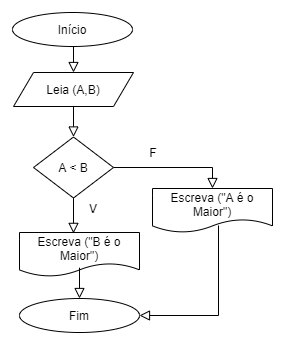 Início
Leia (A,B)
A < B
F
Escreva ("A é o
Maior")
V
Escreva ("B é o
Maior")
Fim